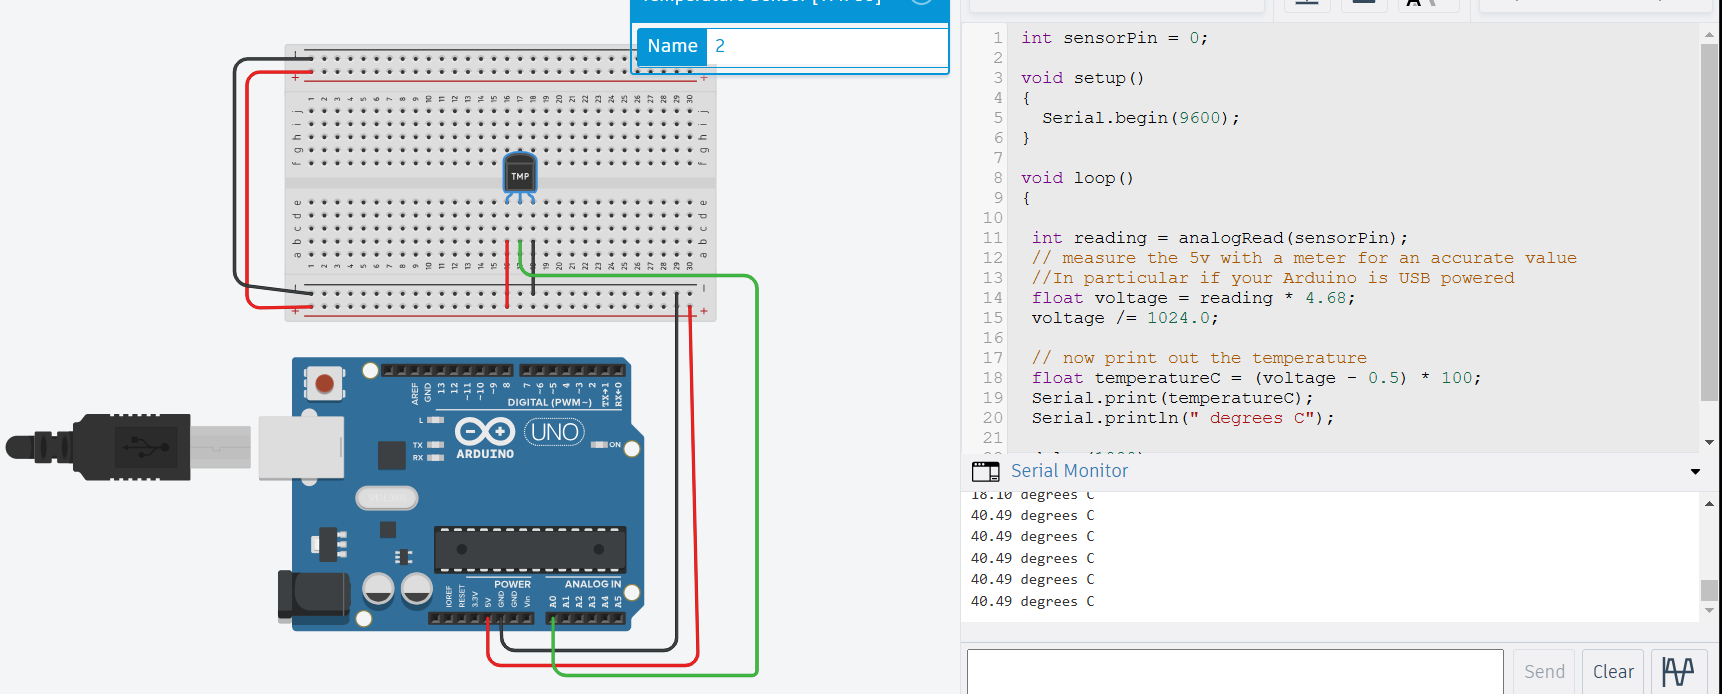 Name 2
TMP
AREF
GND
13
12
~11
~10
~9
8
7
~6
~5
4
~3
2
TX→1
RX←0
DIGITAL (PWM~)
L
TX
RX
ARDUINO
UNO
ON
POWER
ANALOG IN
IOREF
RESET
3.3V
5V
GND
GND
Vin
A0
A1
A2
A3
A4
A5
1 int sensorPin = 0;
2
3 void setup()
4 {
5 Serial.begin(9600);
6 }
7
8 void loop()
9 {
10
11 int reading = analogRead(sensorPin);
12 // measure the 5v with a meter for an accurate value
13 //In particular if your Arduino is USB powered
14 float voltage = reading * 4.68;
15 voltage /= 1024.0;
16
17 // now print out the temperature
18 float temperatureC = (voltage - 0.5) * 100;
19 Serial.print(temperatureC);
20 Serial.println(" degrees C");
21
Serial Monitor
18.10 degrees C
40.49 degrees C
40.49 degrees C
40.49 degrees C
40.49 degrees C
40.49 degrees C
Send
Clear